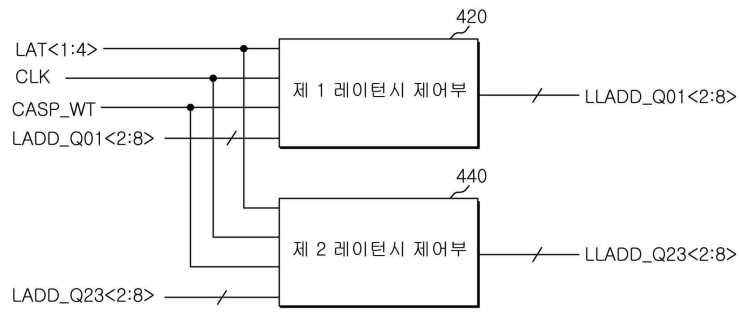 420
LAT<1:4>
CLK
CASP_WT
LADD_Q01<2:8>
제 1 레이턴시 제어부
LLADD_Q01<2:8>
440
제 2 레이턴시 제어부
LLADD_Q23<2:8>
LADD_Q23<2:8>